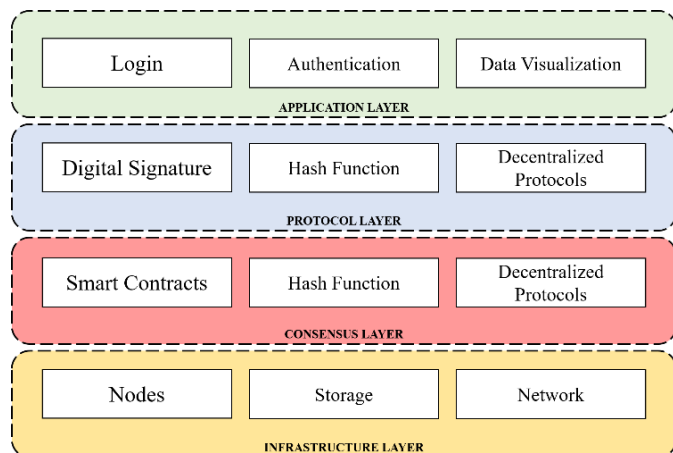 Login
Authentication
Data Visualization
APPLICATION LAYER
Digital Signature
Hash Function
Decentralized
Protocols
PROTOCOL LAYER
Smart Contracts
Hash Function
Decentralized
Protocols
CONSENSUS LAYER
Nodes
Storage
Network
INFRASTRUCTURE LAYER